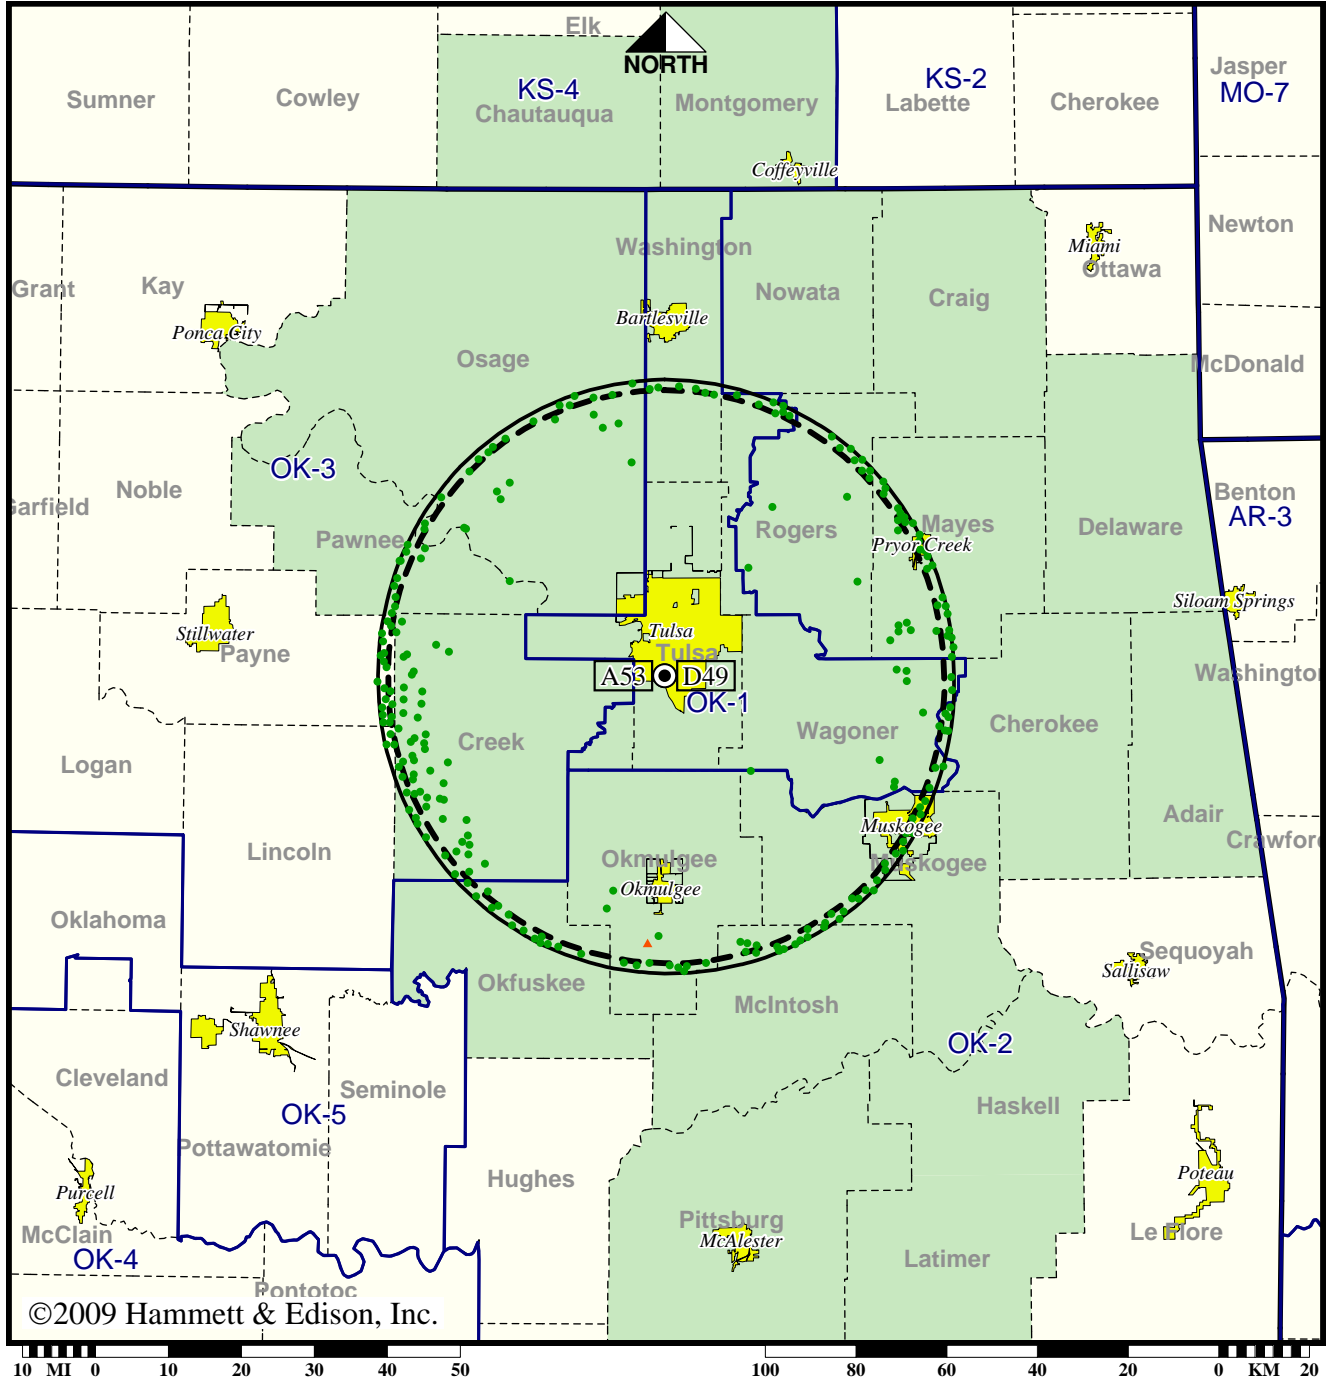 Elk
NORTH
Sumner
Cowley
KS-4
Chautauqua
Montgomery
KS-2
Labette
Cherokee
Jasper
MO-7
Coffeyville
Newton
Washington
Miami
Ottawa
Grant
Kay
Nowata
Craig
Ponca City
Bartlesville
Osage
McDonald
OK-3
Noble
Garfield
Benton
AR-3
Pawnee
Rogers
Mayes
Delaware
Pryor Creek
Siloam Springs
Stillwater
Payne
Tulsa
Tulsa
A53
D49
OK-1
Washington
Creek
Wagoner
Cherokee
Logan
Adair
Lincoln
Muskogee
Crawford
Okmulgee
Muskogee
Okmulgee
Oklahoma
Sequoyah
Sallisaw
Okfuskee
McIntosh
Shawnee
OK-2
Cleveland
Seminole
OK-5
Haskell
Pottawatomie
Hughes
Poteau
Purcell
Pittsburg
McAlester
McClain
OK-4
Le Flore
Latimer
Pontotoc
©2009 Hammett & Edison, Inc.
10 MI 0 10 20 30 40 50 100 80 60 40 20 0 KM 20